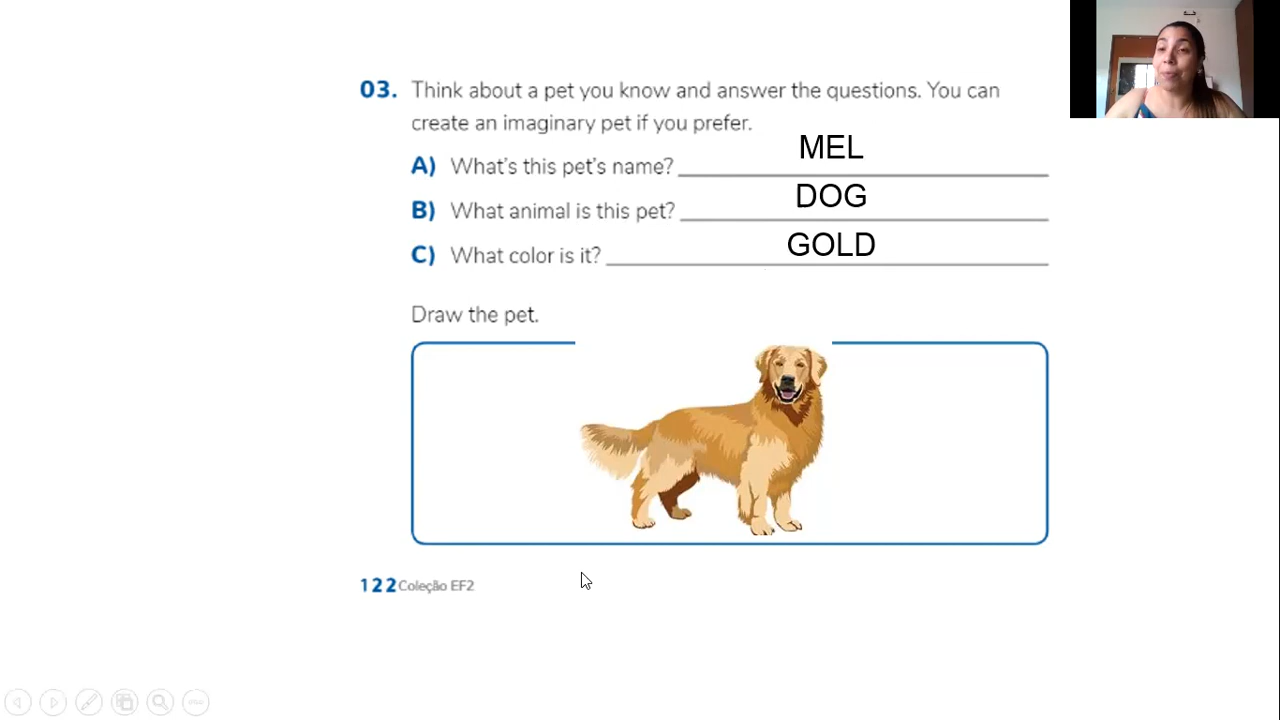 03. Think about a pet you know and answer the questions. You can
create an imaginary pet if you prefer.
A) What's this pet's name? MEL
B) What animal is this pet? DOG
C) What color is it? GOLD
Draw the pet.
122 Coleção EF2